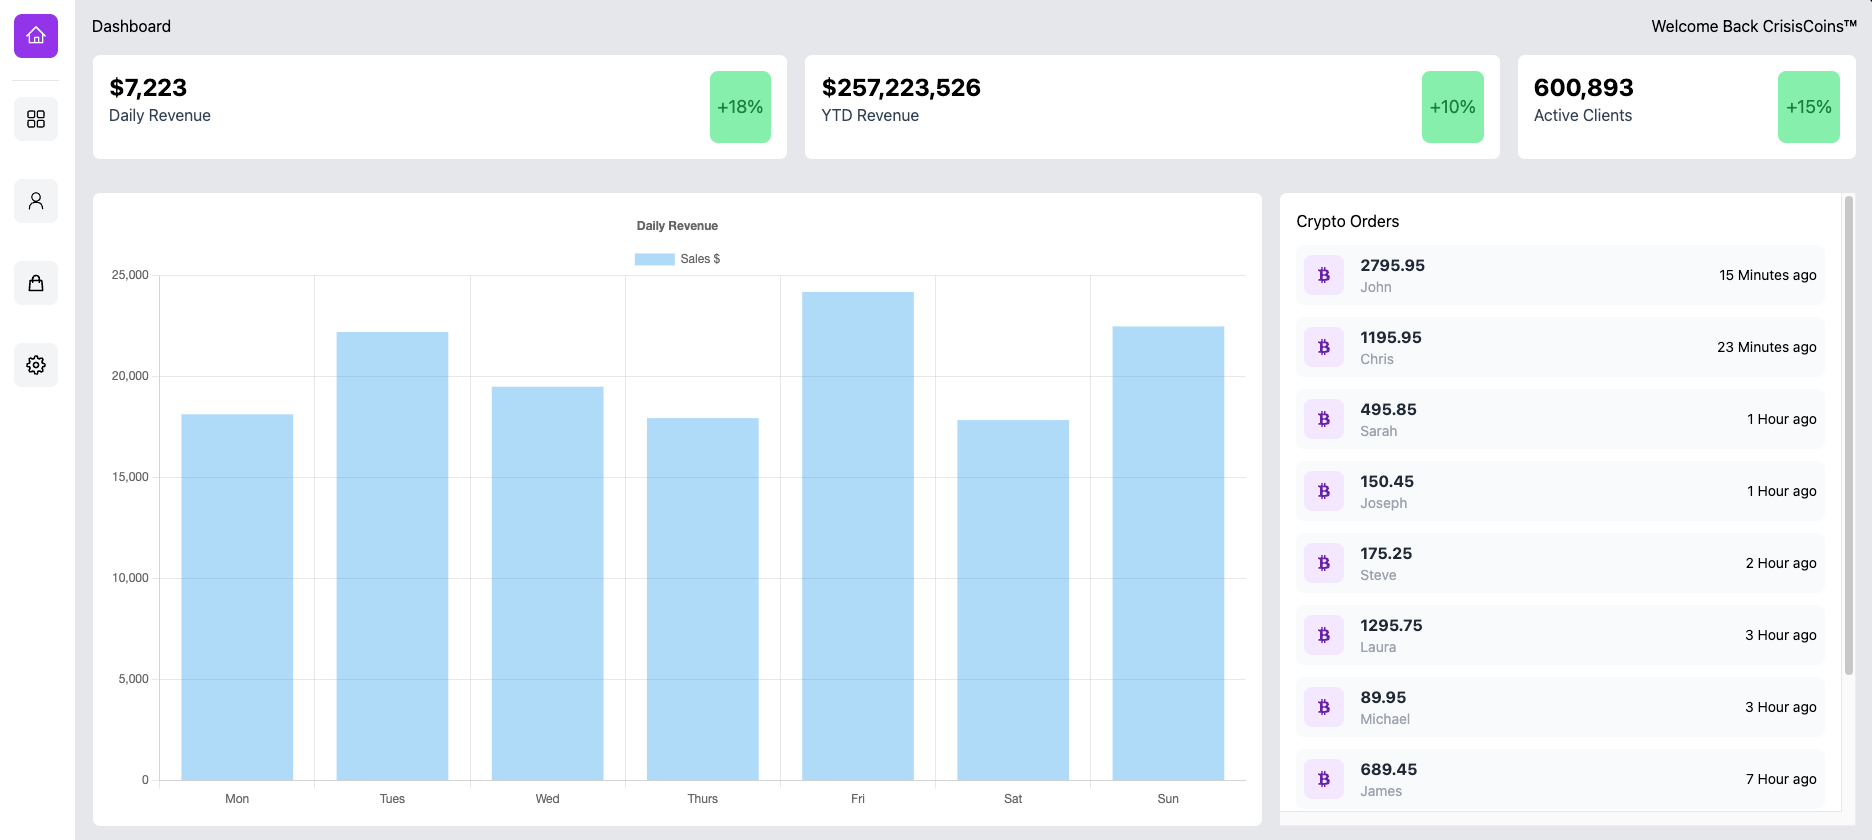 Dashboard
Welcome Back CrisisCoins™
$7,223
Daily Revenue
+18%
$257,223,526
YTD Revenue
+10%
600,893
Active Clients
+15%
Daily Revenue
Sales $
25,000
20,000
15,000
10,000
5,000
0
Mon Tues Wed Thurs Fri Sat Sun
Crypto Orders
2795.95
John
15 Minutes ago
1195.95
Chris
23 Minutes ago
495.85
Sarah
1 Hour ago
150.45
Joseph
1 Hour ago
175.25
Steve
2 Hour ago
1295.75
Laura
3 Hour ago
89.95
Michael
3 Hour ago
689.45
James
7 Hour ago